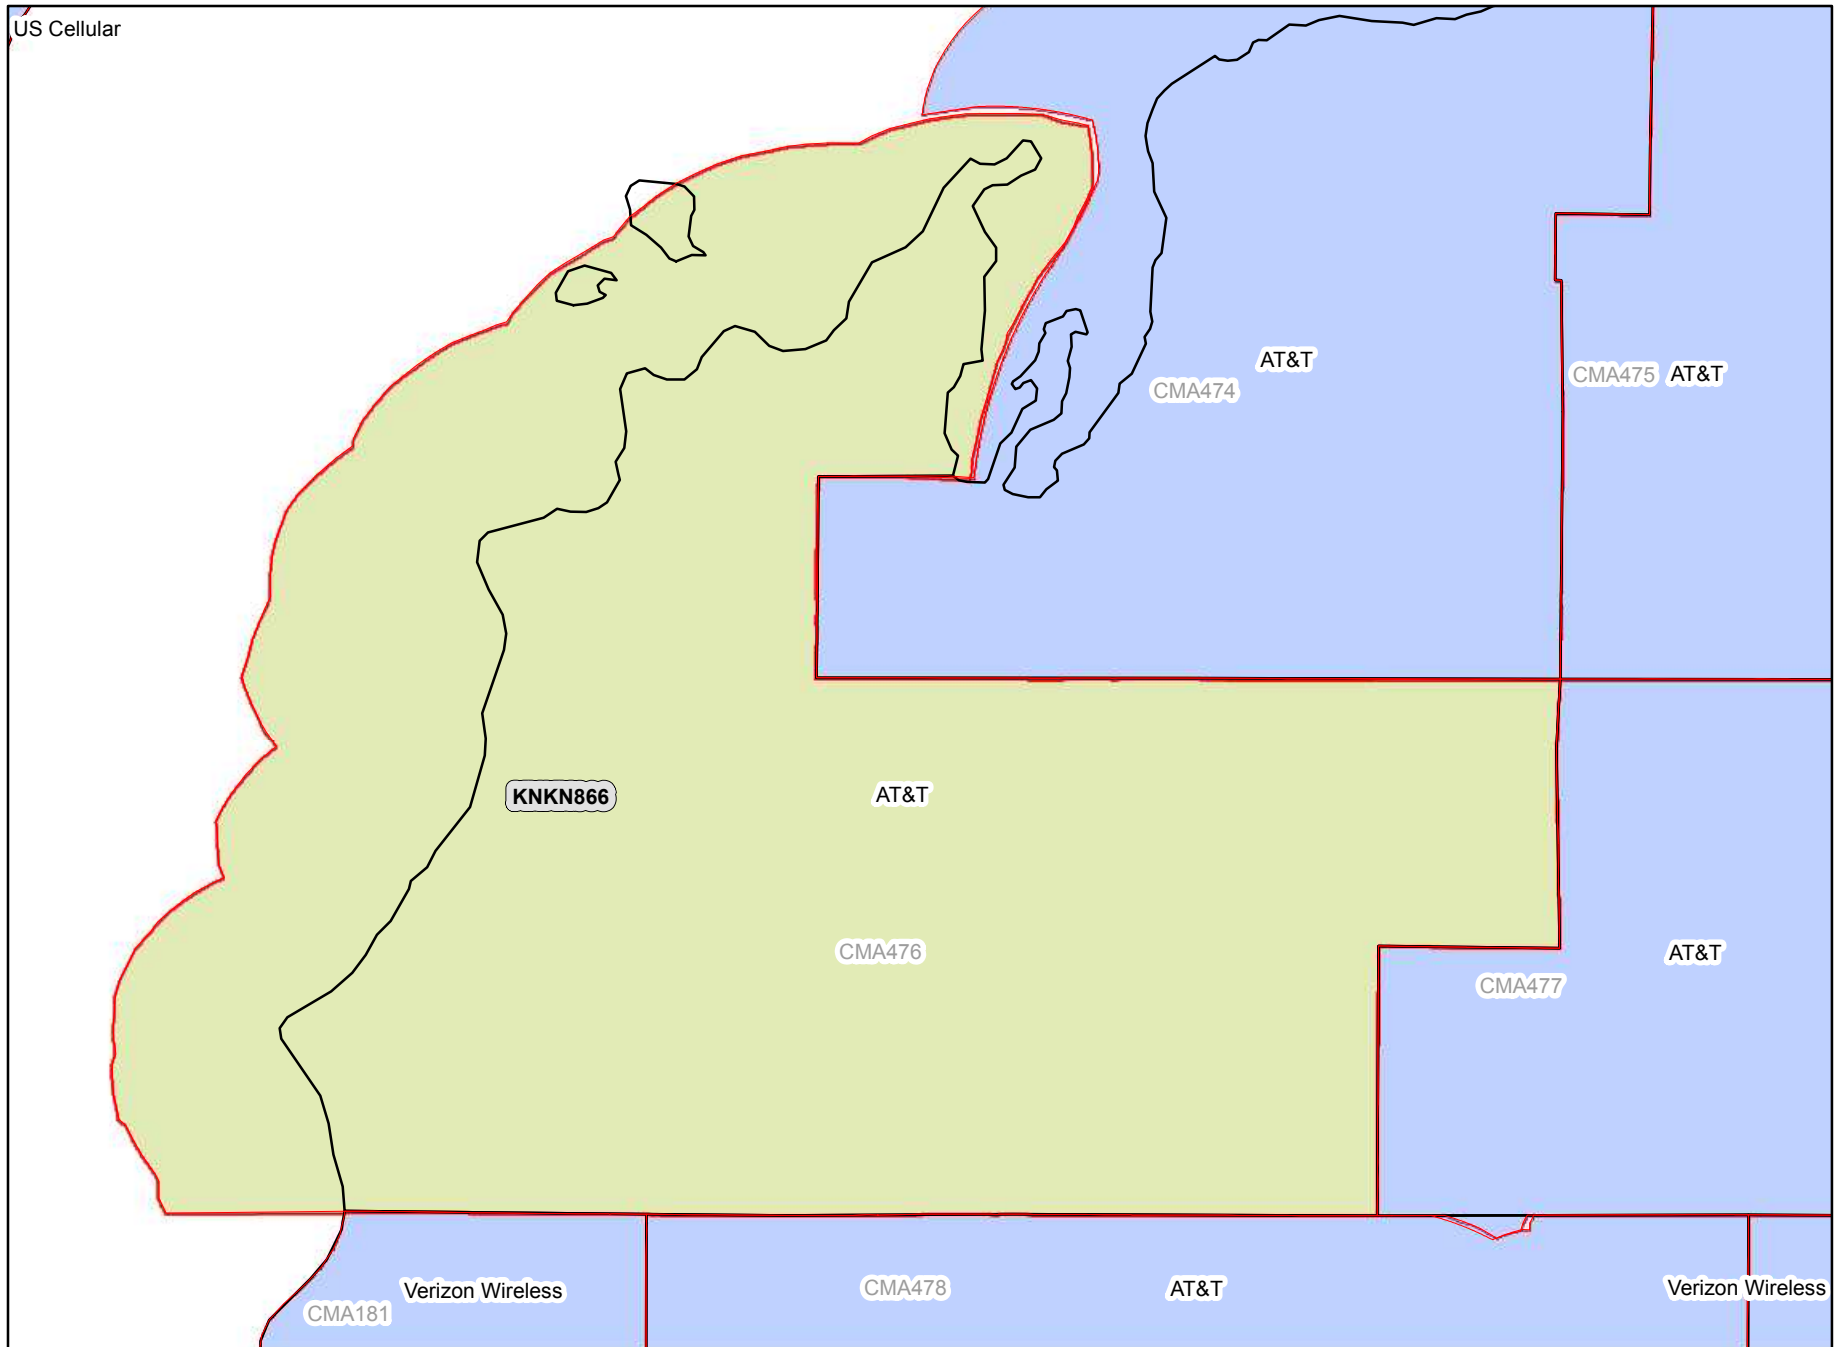 US Cellular
AT&T
CMA474
CMA475
AT&T
KNKN866
AT&T
CMA476
AT&T
CMA477
Verizon Wireless
CMA181
CMA478
AT&T
Verizon Wireless